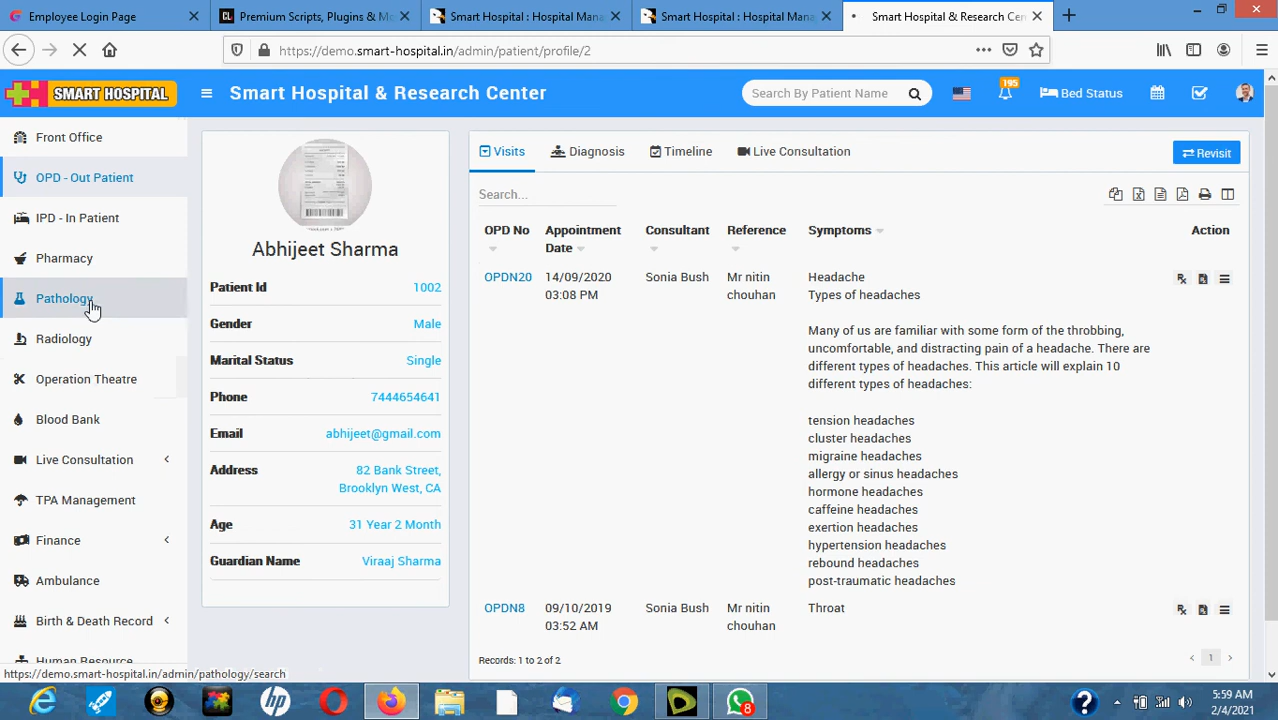 Employee Login Page
Premium Scripts, Plugins & Mo
Smart Hospital : Hospital Mana
Smart Hospital : Hospital Mana
Smart Hospital & Research Cen
https://demo.smart-hospital.in/admin/patient/profile/2
SMART HOSPITAL
Smart Hospital & Research Center
Search By Patient Name
195
Bed Status
Front Office
OPD - Out Patient
IPD - In Patient
Pharmacy
Pathology
Radiology
Operation Theatre
Blood Bank
Live Consultation
TPA Management
Finance
Ambulance
Birth & Death Record
Human Resource
Abhijeet Sharma
Patient Id 1002
Gender Male
Marital Status Single
Phone 7444654641
Email abhijeet@gmail.com
Address 82 Bank Street,
Brooklyn West, CA
Age 31 Year 2 Month
Guardian Name Viraaj Sharma
Visits Diagnosis Timeline Live Consultation
Revisit
Search...
OPD No Appointment Date Consultant Reference Symptoms Action
OPDN20 14/09/2020 03:08 PM Sonia Bush Mr nitin chouhan Headache
Types of headaches
Many of us are familiar with some form of the throbbing,
uncomfortable, and distracting pain of a headache. There are
different types of headaches. This article will explain 10
different types of headaches:
tension headaches
cluster headaches
migraine headaches
allergy or sinus headaches
hormone headaches
caffeine headaches
exertion headaches
hypertension headaches
rebound headaches
post-traumatic headaches
OPDN8 09/10/2019 03:52 AM Sonia Bush Mr nitin chouhan Throat
Records: 1 to 2 of 2
1
https://demo.smart-hospital.in/admin/pathology/search
8
5:59 AM
2/4/2021